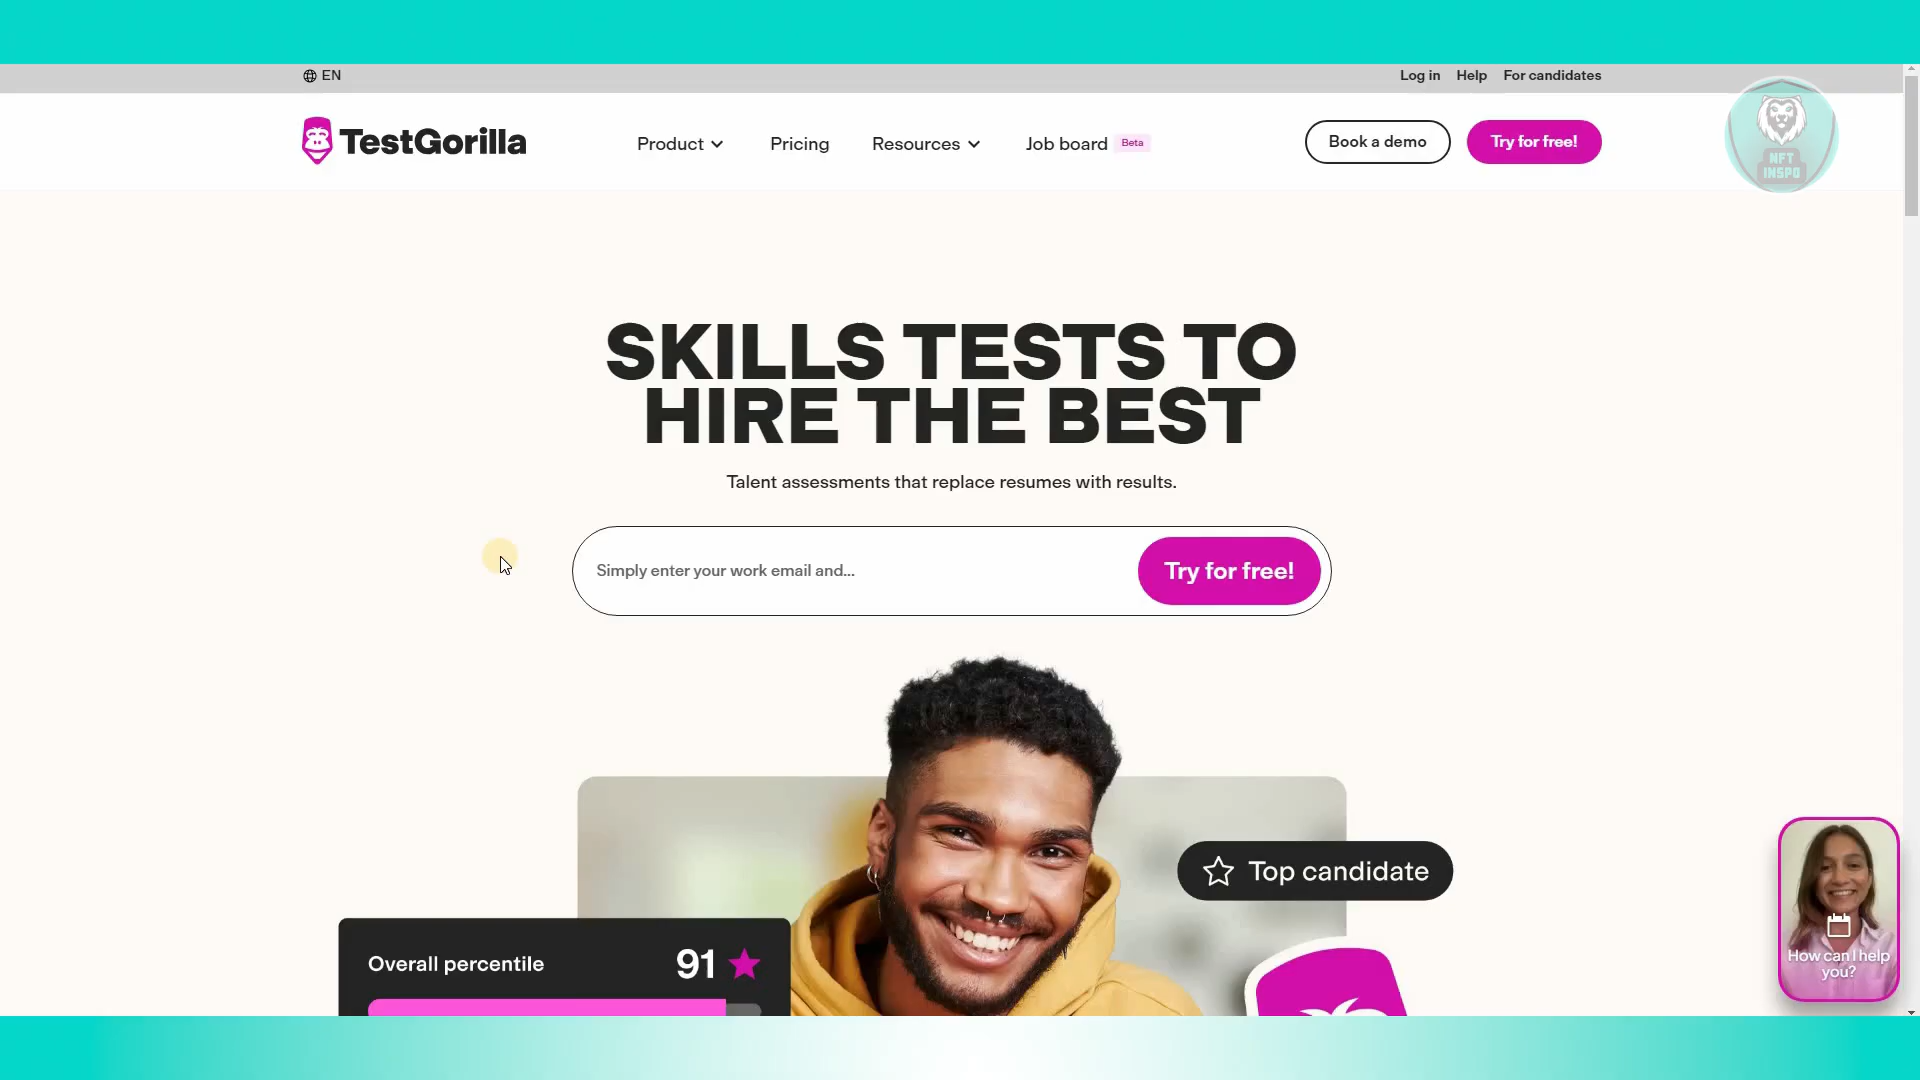 EN
Log in
Help
For candidates
TestGorilla
Product
Pricing
Resources
Job board
Beta
Book a demo
Try for free!
NFT
INSPO
SKILLS TESTS TO
HIRE THE BEST
Talent assessments that replace resumes with results.
Simply enter your work email and...
Try for free!
Top candidate
Overall percentile
91
How can I help
you?